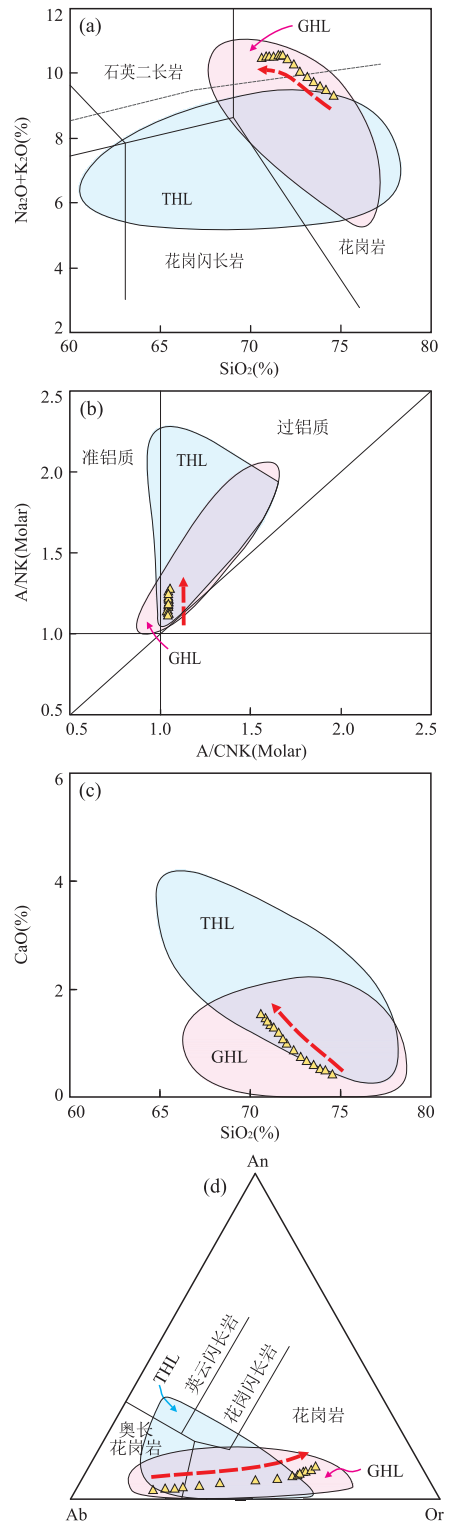 (a)
GHL
石英二长岩
THL
花岗岩
花岗闪长岩
12
10
8
6
4
2
Na₂O+K₂O(%)
60
65
70
75
80
SiO₂(%)
(b)
2.5
2.0
1.5
1.0
0.5
A/NK(Molar)
准铝质
THL
过铝质
GHL
0.5
1.0
1.5
2.0
2.5
A/CNK(Molar)
(c)
6
4
2
0
CaO(%)
THL
GHL
60
65
70
75
80
SiO₂(%)
An
(d)
THL
英云闪长岩
花岗闪长岩
奥长
花岗岩
花岗岩
GHL
Ab
Or